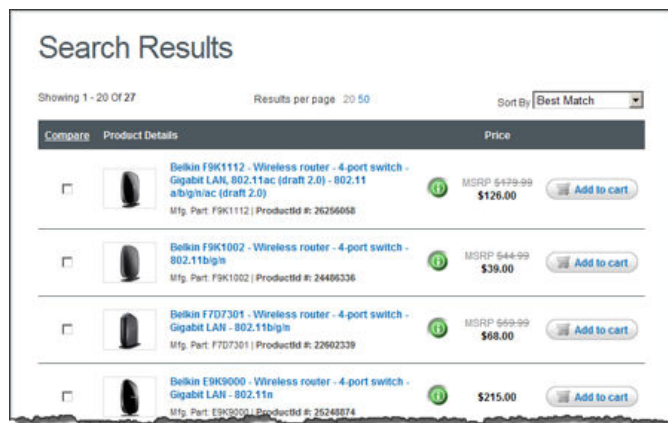 Search Results
Showing 1 - 20 Of 27 Results per page 20 50 Sort By Best Match
Compare Product Details Price
Belkin F9K1112 - Wireless router - 4-port switch -
Gigabit LAN, 802.11ac (draft 2.0) - 802.11
a/b/g/n/ac (draft 2.0)
Mfg. Part: F9K1112 | ProductId #: 26256058
MSRP $179.99
$126.00
Add to cart
Belkin F9K1002 - Wireless router - 4-port switch -
802.11b/g/n
Mfg. Part: F9K1002 | ProductId #: 24486336
MSRP $44.99
$39.00
Add to cart
Belkin F7D7301 - Wireless router - 4-port switch -
Gigabit LAN - 802.11b/g/n
Mfg. Part: F7D7301 | ProductId #: 22602339
MSRP $69.99
$68.00
Add to cart
Belkin E9K9000 - Wireless router - 4-port switch -
Gigabit LAN - 802.11n
Mfg. Part: E9K9000 | ProductId #: 25248874
$215.00
Add to cart